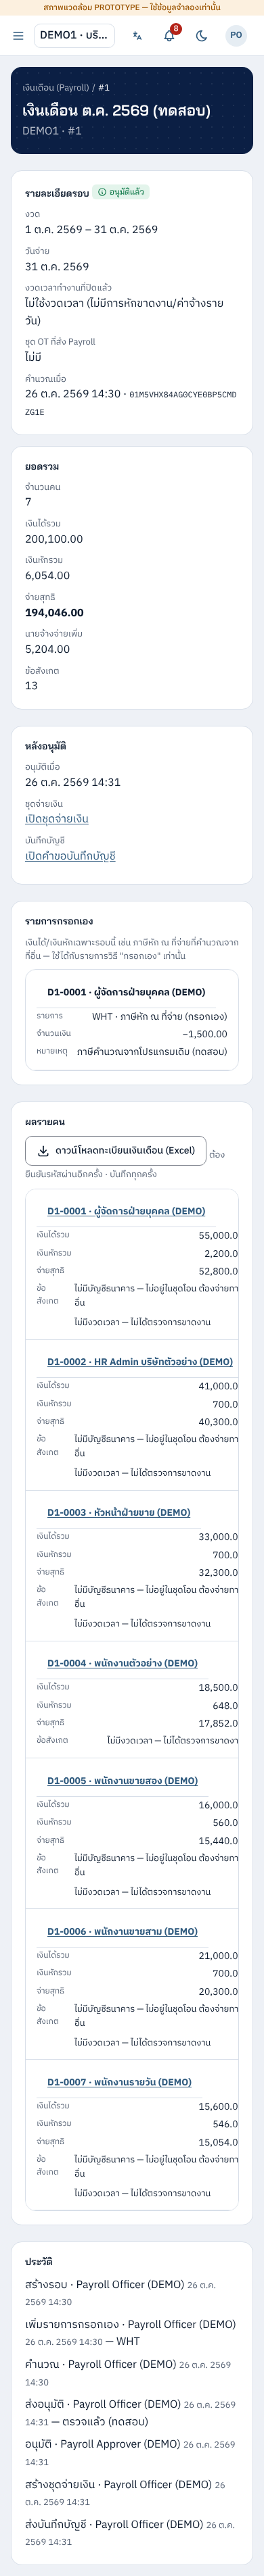 สภาพแวดล้อม PROTOTYPE — ใช้ข้อมูลจำลองเท่านั้น
DEMO1 · บริ...
8
PO
เงินเดือน (Payroll) / #1
เงินเดือน ต.ค. 2569 (ทดสอบ)
DEMO1 · #1
รายละเอียดรอบ อนุมัติแล้ว
งวด
1 ต.ค. 2569 – 31 ต.ค. 2569
วันจ่าย
31 ต.ค. 2569
งวดเวลาทำงานที่ปิดแล้ว
ไม่ใช้งวดเวลา (ไม่มีการหักขาดงาน/ค่าจ้างราย
วัน)
ชุด OT ที่ส่ง Payroll
ไม่มี
คำนวณเมื่อ
26 ต.ค. 2569 14:30 · 01M5VHX84AG0CYE0BP5CMD
ZG1E
ยอดรวม
จำนวนคน
7
เงินได้รวม
200,100.00
เงินหักรวม
6,054.00
จ่ายสุทธิ
194,046.00
นายจ้างจ่ายเพิ่ม
5,204.00
ข้อสังเกต
13
หลังอนุมัติ
อนุมัติเมื่อ
26 ต.ค. 2569 14:31
ชุดจ่ายเงิน
เปิดชุดจ่ายเงิน
บันทึกบัญชี
เปิดคำขอบันทึกบัญชี
รายการกรอกเอง
เงินได้/เงินหักเฉพาะรอบนี้ เช่น ภาษีหัก ณ ที่จ่ายที่คำนวณจาก
ที่อื่น — ใช้ได้กับรายการวิธี "กรอกเอง" เท่านั้น
D1-0001 · ผู้จัดการฝ่ายบุคคล (DEMO)
รายการ WHT · ภาษีหัก ณ ที่จ่าย (กรอกเอง)
จำนวนเงิน −1,500.00
หมายเหตุ ภาษีคำนวณจากโปรแกรมเดิม (ทดสอบ)
ผลรายคน
ดาวน์โหลดทะเบียนเงินเดือน (Excel) ต้อง
ยืนยันรหัสผ่านอีกครั้ง · บันทึกทุกครั้ง
D1-0001 · ผู้จัดการฝ่ายบุคคล (DEMO)
เงินได้รวม 55,000.0
เงินหักรวม 2,200.0
จ่ายสุทธิ 52,800.0
ข้อ ไม่มีบัญชีธนาคาร — ไม่อยู่ในชุดโอน ต้องจ่ายทา
สังเกต อื่น
ไม่มีงวดเวลา — ไม่ได้ตรวจการขาดงาน
D1-0002 · HR Admin บริษัทตัวอย่าง (DEMO)
เงินได้รวม 41,000.0
เงินหักรวม 700.0
จ่ายสุทธิ 40,300.0
ข้อ ไม่มีบัญชีธนาคาร — ไม่อยู่ในชุดโอน ต้องจ่ายทา
สังเกต อื่น
ไม่มีงวดเวลา — ไม่ได้ตรวจการขาดงาน
D1-0003 · หัวหน้าฝ่ายขาย (DEMO)
เงินได้รวม 33,000.0
เงินหักรวม 700.0
จ่ายสุทธิ 32,300.0
ข้อ ไม่มีบัญชีธนาคาร — ไม่อยู่ในชุดโอน ต้องจ่ายทา
สังเกต อื่น
ไม่มีงวดเวลา — ไม่ได้ตรวจการขาดงาน
D1-0004 · พนักงานตัวอย่าง (DEMO)
เงินได้รวม 18,500.0
เงินหักรวม 648.0
จ่ายสุทธิ 17,852.0
ข้อสังเกต ไม่มีงวดเวลา — ไม่ได้ตรวจการขาดงา
D1-0005 · พนักงานขายสอง (DEMO)
เงินได้รวม 16,000.0
เงินหักรวม 560.0
จ่ายสุทธิ 15,440.0
ข้อ ไม่มีบัญชีธนาคาร — ไม่อยู่ในชุดโอน ต้องจ่ายทา
สังเกต อื่น
ไม่มีงวดเวลา — ไม่ได้ตรวจการขาดงาน
D1-0006 · พนักงานขายสาม (DEMO)
เงินได้รวม 21,000.0
เงินหักรวม 700.0
จ่ายสุทธิ 20,300.0
ข้อ ไม่มีบัญชีธนาคาร — ไม่อยู่ในชุดโอน ต้องจ่ายทา
สังเกต อื่น
ไม่มีงวดเวลา — ไม่ได้ตรวจการขาดงาน
D1-0007 · พนักงานรายวัน (DEMO)
เงินได้รวม 15,600.0
เงินหักรวม 546.0
จ่ายสุทธิ 15,054.0
ข้อ ไม่มีบัญชีธนาคาร — ไม่อยู่ในชุดโอน ต้องจ่ายทา
สังเกต อื่น
ไม่มีงวดเวลา — ไม่ได้ตรวจการขาดงาน
ประวัติ
สร้างรอบ · Payroll Officer (DEMO) 26 ต.ค.
2569 14:30
เพิ่มรายการกรอกเอง · Payroll Officer (DEMO)
26 ต.ค. 2569 14:30 — WHT
คำนวณ · Payroll Officer (DEMO) 26 ต.ค. 2569
14:30
ส่งอนุมัติ · Payroll Officer (DEMO) 26 ต.ค. 2569
14:31 — ตรวจแล้ว (ทดสอบ)
อนุมัติ · Payroll Approver (DEMO) 26 ต.ค. 2569
14:31
สร้างชุดจ่ายเงิน · Payroll Officer (DEMO) 26
ต.ค. 2569 14:31
ส่งบันทึกบัญชี · Payroll Officer (DEMO) 26 ต.ค.
2569 14:31